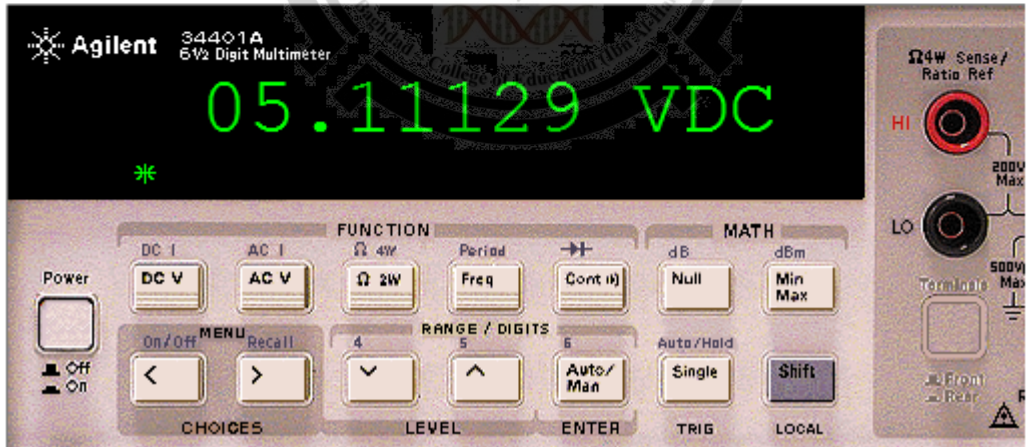 Agilent 34401A
6½ Digit Multimeter
05.11129 VDC
Ω4W Sense/
Ratio Ref
HI
200V
Max
LO
500V
Max
FUNCTION
MATH
DC I AC I Ω 4W Period dB dBm
Power
DC V AC V Ω 2W Freq Cont Null Min
Max
Terminals
MENU
RANGE / DIGITS
On/Off Recall 4 5 6 Auto/Hold
Off
On
< > Auto/
Man
Single Shift
Front
Rear
CHOICES LEVEL ENTER TRIG LOCAL
College of Education